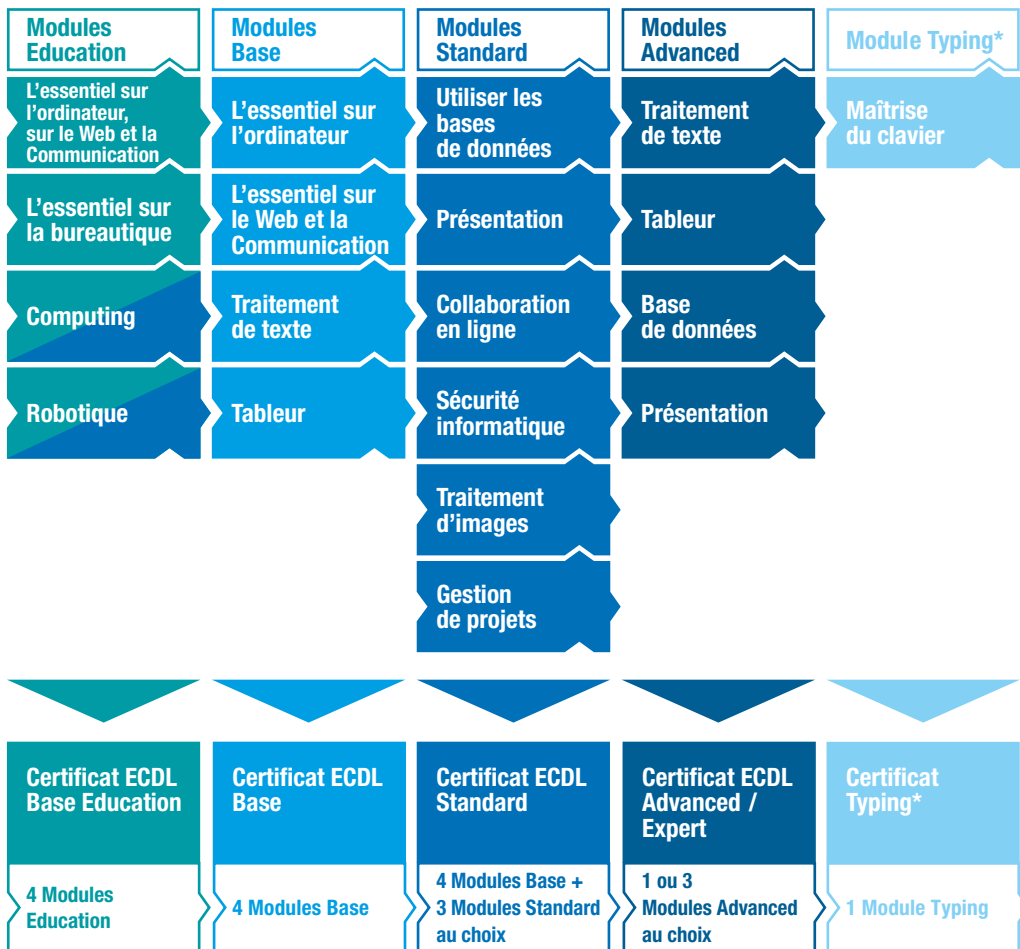 Modules
Education
Modules
Base
Modules
Standard
Modules
Advanced
Module Typing*
L’essentiel sur
l’ordinateur,
sur le Web et la
Communication
L’essentiel sur
l’ordinateur
Utiliser les
bases
de données
Traitement
de texte
Maîtrise
du clavier
L’essentiel sur
la bureautique
L’essentiel sur
le Web et la
Communication
Présentation
Tableur
Computing
Traitement
de texte
Collaboration
en ligne
Base
de données
Robotique
Tableur
Sécurité
informatique
Présentation
Traitement
d’images
Gestion
de projets
Certificat ECDL
Base Education
Certificat ECDL
Base
Certificat ECDL
Standard
Certificat ECDL
Advanced /
Expert
Certificat
Typing*
4 Modules
Education
4 Modules Base
4 Modules Base +
3 Modules Standard
au choix
1 ou 3
Modules Advanced
au choix
1 Module Typing